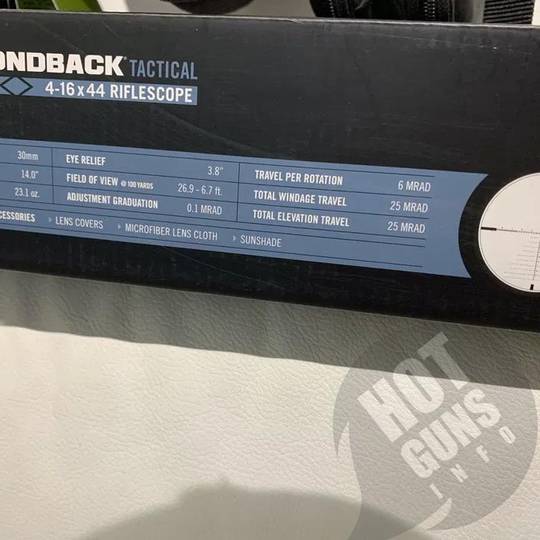 ONDBACK® TACTICAL
4-16x44 RIFLESCOPE
30mm EYE RELIEF 3.8" TRAVEL PER ROTATION 6 MRAD
14.0" FIELD OF VIEW @ 100 YARDS 26.9 - 6.7 ft. TOTAL WINDAGE TRAVEL 25 MRAD
23.1 oz. ADJUSTMENT GRADUATION 0.1 MRAD TOTAL ELEVATION TRAVEL 25 MRAD
CESSORIES > LENS COVERS > MICROFIBER LENS CLOTH > SUNSHADE
HOT
GUNS
INFO